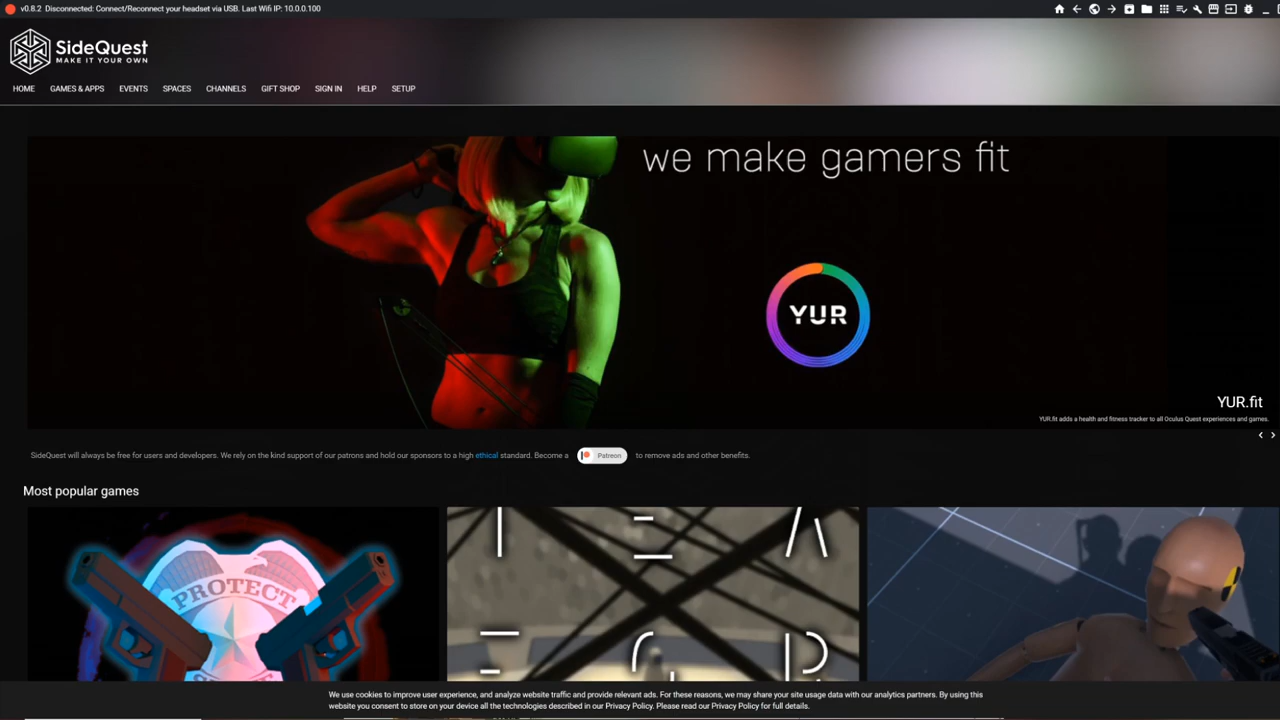 v0.8.2 Disconnected: Connect/Reconnect your headset via USB. Last Wifi IP: 10.0.0.100
SideQuest
MAKE IT YOUR OWN
HOME GAMES & APPS EVENTS SPACES CHANNELS GIFT SHOP SIGN IN HELP SETUP
we make gamers fit
YUR
YUR.fit
YUR.fit adds a health and fitness tracker to all Oculus Quest experiences and games.
SideQuest will always be free for users and developers. We rely on the kind support of our patrons and hold our sponsors to a high ethical standard. Become a Patreon to remove ads and other benefits.
Most popular games
PROTECT
We use cookies to improve user experience, and analyze website traffic and provide relevant ads. For these reasons, we may share your site usage data with our analytics partners. By using this
website you consent to store on your device all the technologies described in our Privacy Policy. Please read our Privacy Policy for full details.